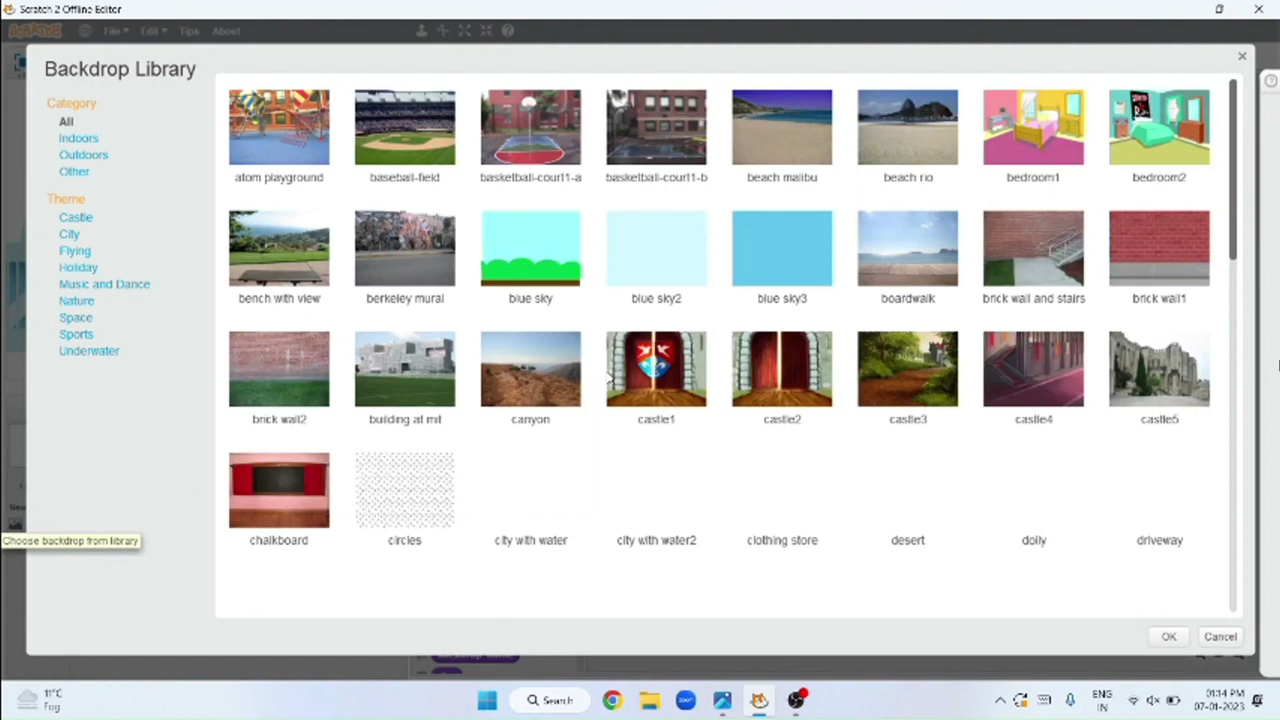 Scratch 2 Offline Editor
SCRATCH File Edit Tips About
Backdrop Library
Category
All
Indoors
Outdoors
Other
Theme
Castle
City
Flying
Holiday
Music and Dance
Nature
Space
Sports
Underwater
atom playground baseball-field basketball-court1-a basketball-court1-b beach malibu beach rio bedroom1 bedroom2
bench with view berkeley mural blue sky blue sky2 blue sky3 boardwalk brick wall and stairs brick wall1
brick wall2 building at mit canyon castle1 castle2 castle3 castle4 castle5
chalkboard circles city with water city with water2 clothing store desert dolly driveway
New
Choose backdrop from library
OK Cancel
11°C
Fog
Search
ENG
IN
01:14 PM
07-01-2023